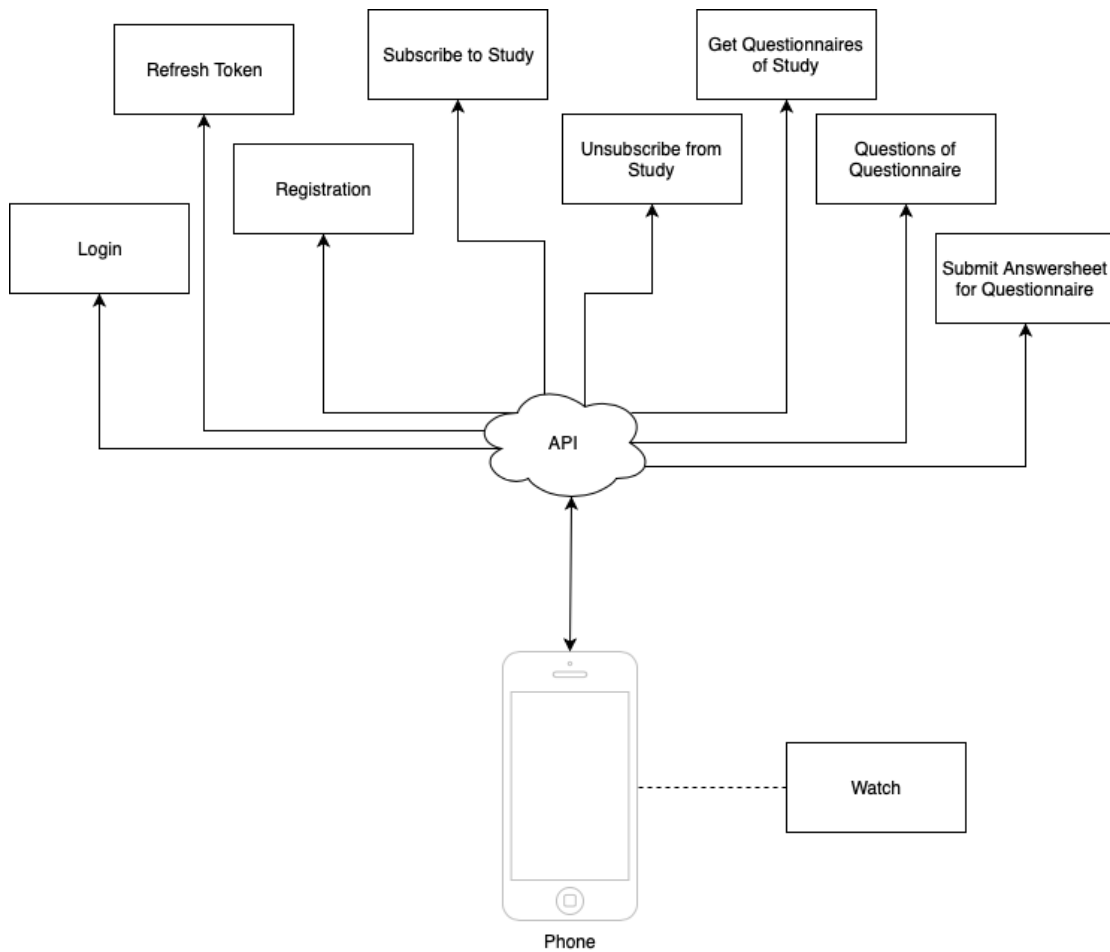 Refresh Token
Subscribe to Study
Get Questionnaires
of Study
Registration
Unsubscribe from
Study
Questions of
Questionnaire
Login
Submit Answersheet
for Questionnaire
API
Watch
Phone